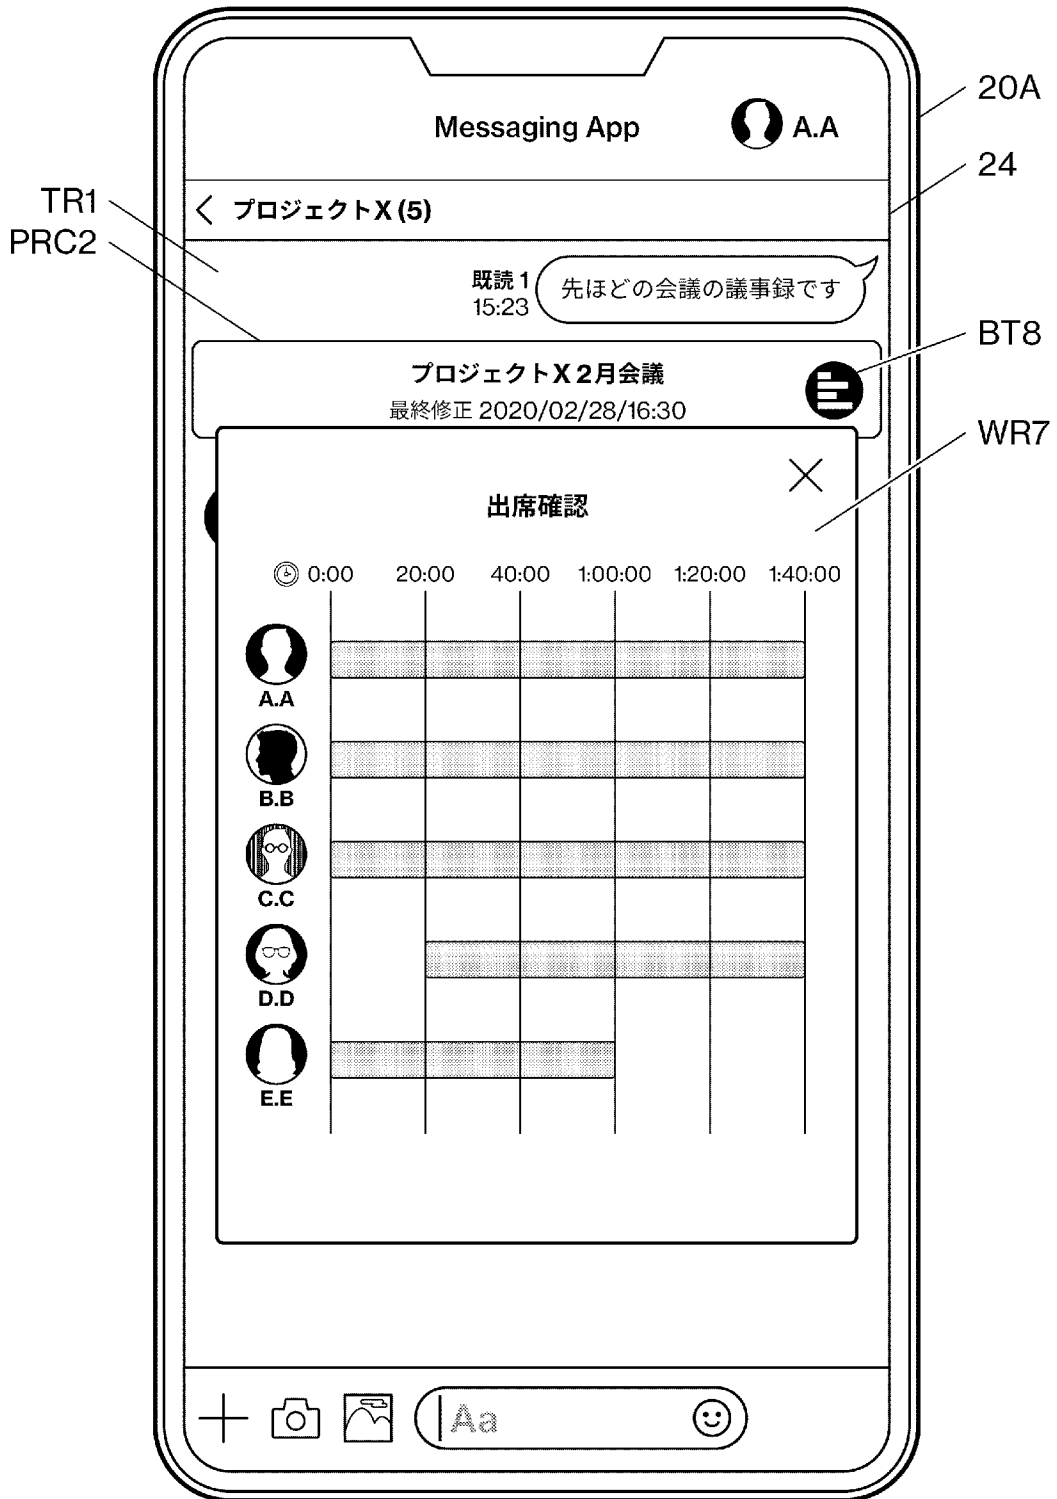 20A
Messaging App
A.A
24
TR1
プロジェクトX (5)
PRC2
既読 1
15:23
先ほどの会議の議事録です
BT8
プロジェクトX 2月会議
最終修正 2020/02/28/16:30
WR7
出席確認
0:00 20:00 40:00 1:00:00 1:20:00 1:40:00
A.A
B.B
C.C
D.D
E.E
Aa